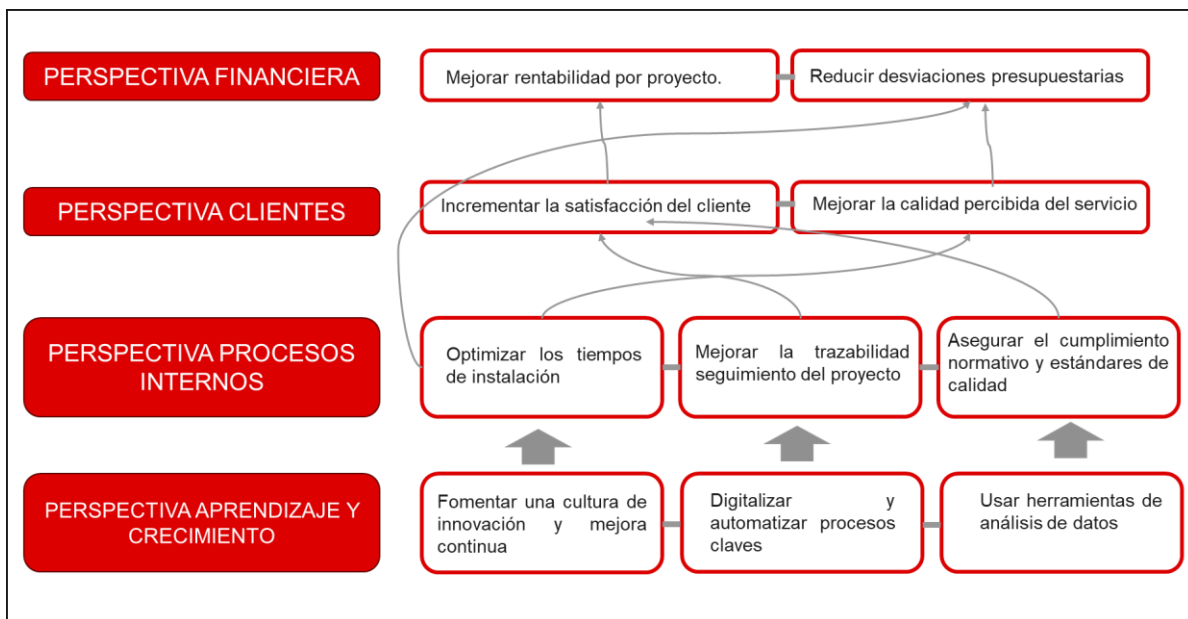 PERSPECTIVA FINANCIERA
Mejorar rentabilidad por proyecto.
Reducir desviaciones presupuestarias
PERSPECTIVA CLIENTES
Incrementar la satisfacción del cliente
Mejorar la calidad percibida del servicio
PERSPECTIVA PROCESOS
INTERNOS
Optimizar los tiempos
de instalación
Mejorar la trazabilidad
seguimiento del proyecto
Asegurar el cumplimiento
normativo y estándares de
calidad
PERSPECTIVA APRENDIZAJE Y
CRECIMIENTO
Fomentar una cultura de
innovación y mejora
continua
Digitalizar y
automatizar procesos
claves
Usar herramientas de
análisis de datos